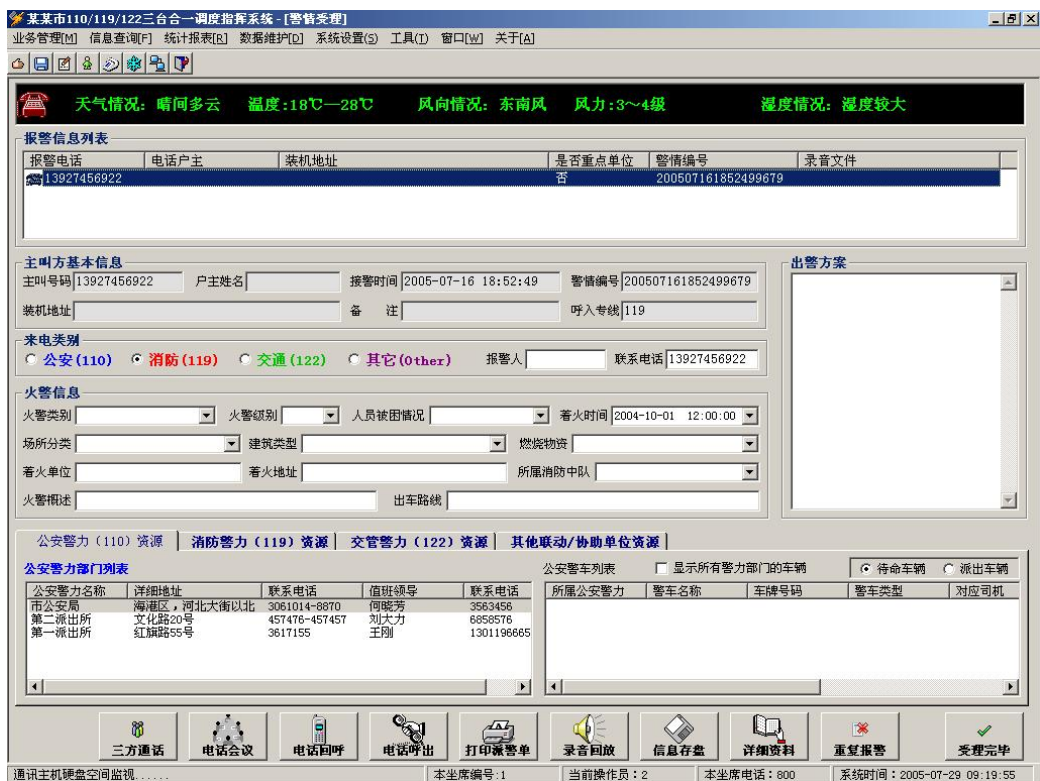 某某市110/119/122三台合一调度指挥系统-[警情受理]
业务管理[M] 信息查询[F] 统计报表[R] 数据维护[D] 系统设置(S) 工具(T) 窗口[W] 关于[A]
天气情况：晴间多云 温度:18℃—28℃ 风向情况：东南风 风力:3～4级 湿度情况：湿度较大
报警信息列表
报警电话 电话户主 装机地址 是否重点单位 警情编号 录音文件
13927456922 否 200507161852499679
主叫方基本信息 出警方案
主叫号码 13927456922 户主姓名 接警时间 2005-07-16 18:52:49 警情编号 200507161852499679
装机地址 备 注 呼入专线 119
来电类别
公安(110) 消防(119) 交通(122) 其它(Other) 报警人 联系电话 13927456922
火警信息
火警类别 火警级别 人员被困情况 着火时间 2004-10-01 12:00:00
场所分类 建筑类型 燃烧物资
着火单位 着火地址 所属消防中队
火警概述 出车路线
公安警力（110）资源 消防警力（119）资源 交管警力（122）资源 其他联动/协助单位资源
公安警力部门列表 公安警车列表 显示所有警力部门的车辆 待命车辆 派出车辆
公安警力名称 详细地址 联系电话 值班领导 联系电话 所属公安警力 警车名称 车牌号码 警车类型 对应司机
市公安局 海港区，河北大街以北 3061014-8870 何晓芳 3563456
第二派出所 文化路20号 457476-457457 刘大力 6858576
第一派出所 红旗路55号 3617155 王刚 1301196665
三方通话 电话会议 电话回呼 电话呼出 打印派警单 录音回放 信息存盘 详细资料 重复报警 受理完毕
通讯主机硬盘空间监视...... 本坐席编号:1 当前操作员：2 本坐席电话：800 系统时间：2005-07-29 09:19:55